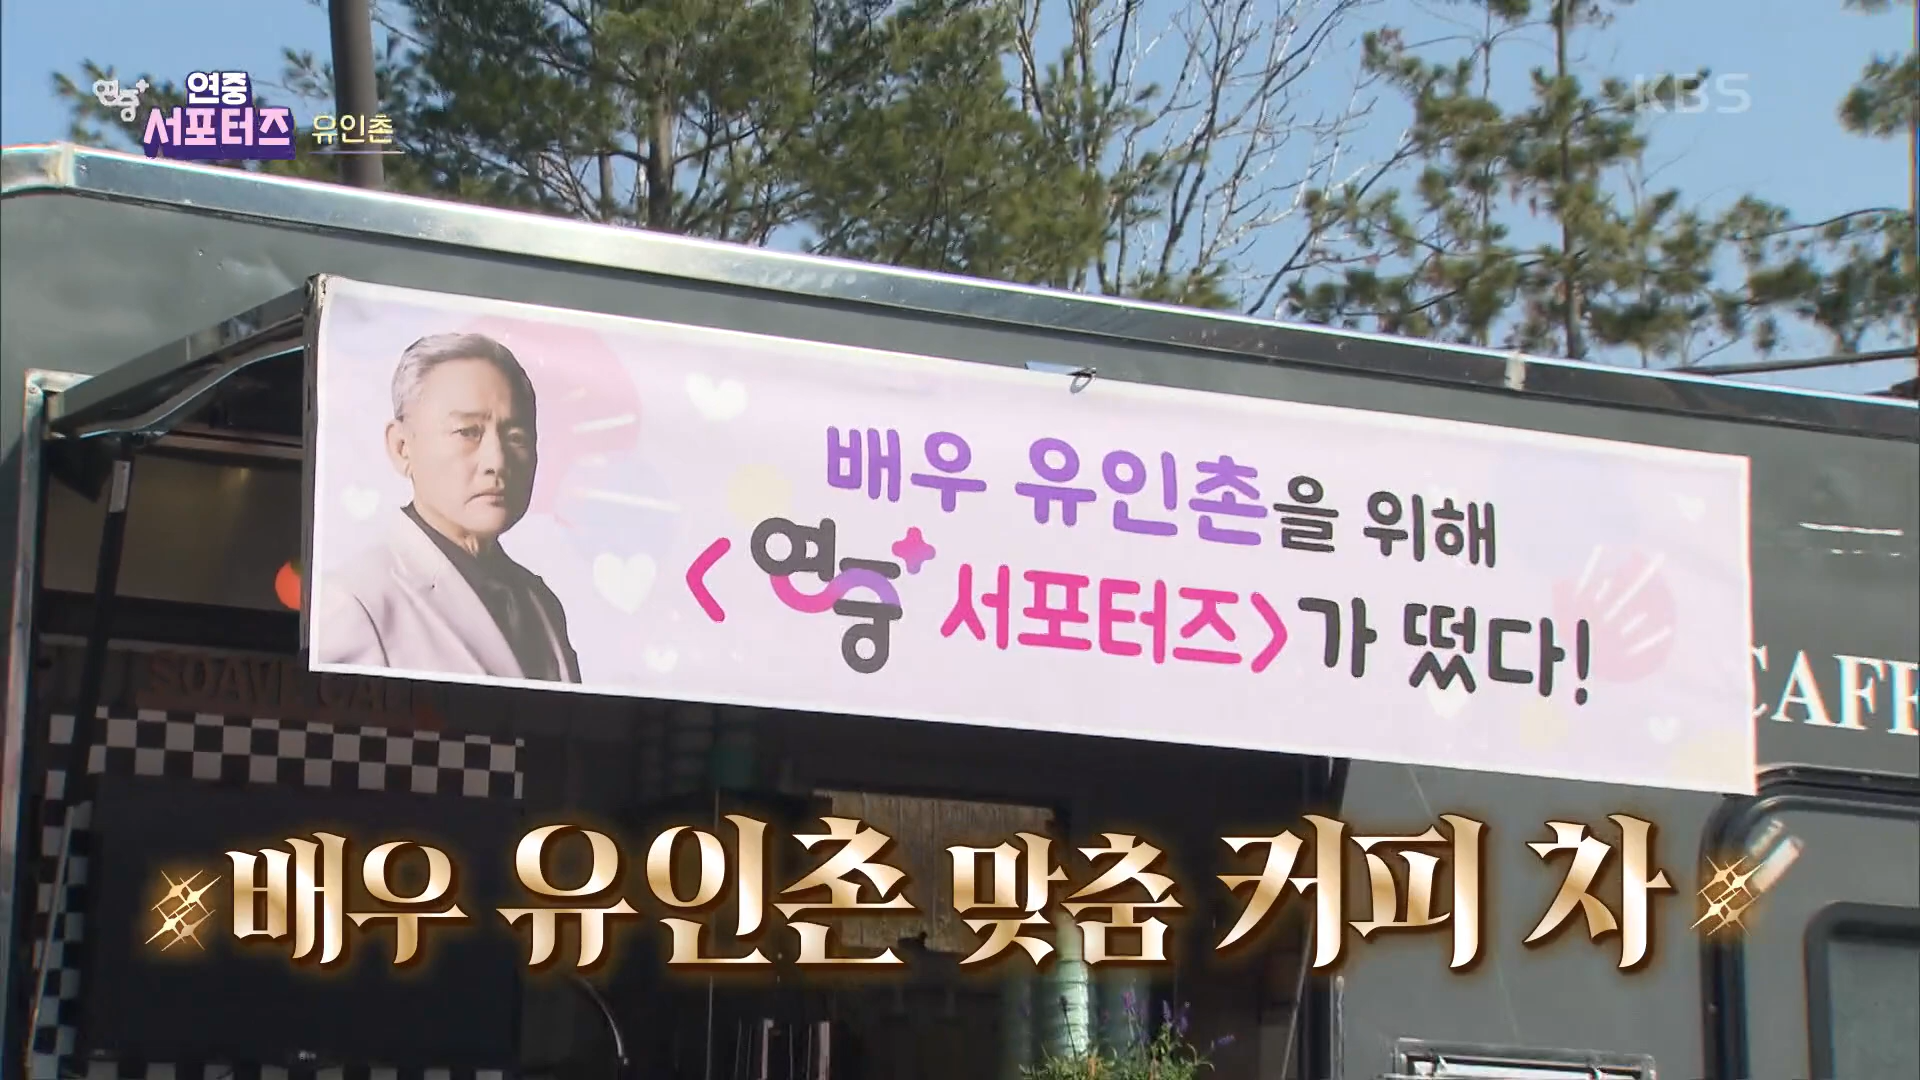 연중+
연중
서포터즈 유인촌
KBS
배우 유인촌을 위해
<연중+ 서포터즈>가 떴다!
CAFE
배우 유인촌 맞춤 커피 차